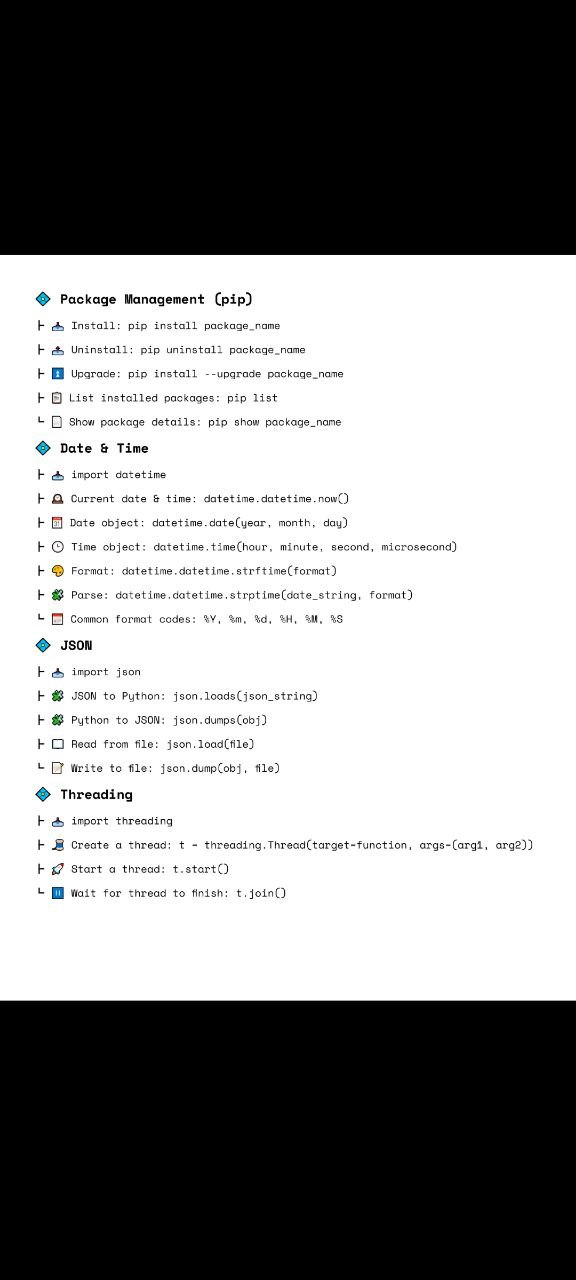 Package Management (pip)
├ 📥 Install: pip install package_name
├ 📤 Uninstall: pip uninstall package_name
├ ⏫ Upgrade: pip install --upgrade package_name
├ 📋 List installed packages: pip list
└ 📄 Show package details: pip show package_name
Date & Time
├ 📥 import datetime
├ 🕰 Current date & time: datetime.datetime.now()
├ 📅 Date object: datetime.date(year, month, day)
├ 🕒 Time object: datetime.time(hour, minute, second, microsecond)
├ 🎨 Format: datetime.datetime.strftime(format)
├ 🧩 Parse: datetime.datetime.strptime(date_string, format)
└ 📅 Common format codes: %Y, %m, %d, %H, %M, %S
JSON
├ 📥 import json
├ 🧩 JSON to Python: json.loads(json_string)
├ 🧩 Python to JSON: json.dumps(obj)
├ 📖 Read from file: json.load(file)
└ 📝 Write to file: json.dump(obj, file)
Threading
├ 📥 import threading
├ 🧵 Create a thread: t = threading.Thread(target=function, args=(arg1, arg2))
├ 🚀 Start a thread: t.start()
└ ⏸ Wait for thread to finish: t.join()